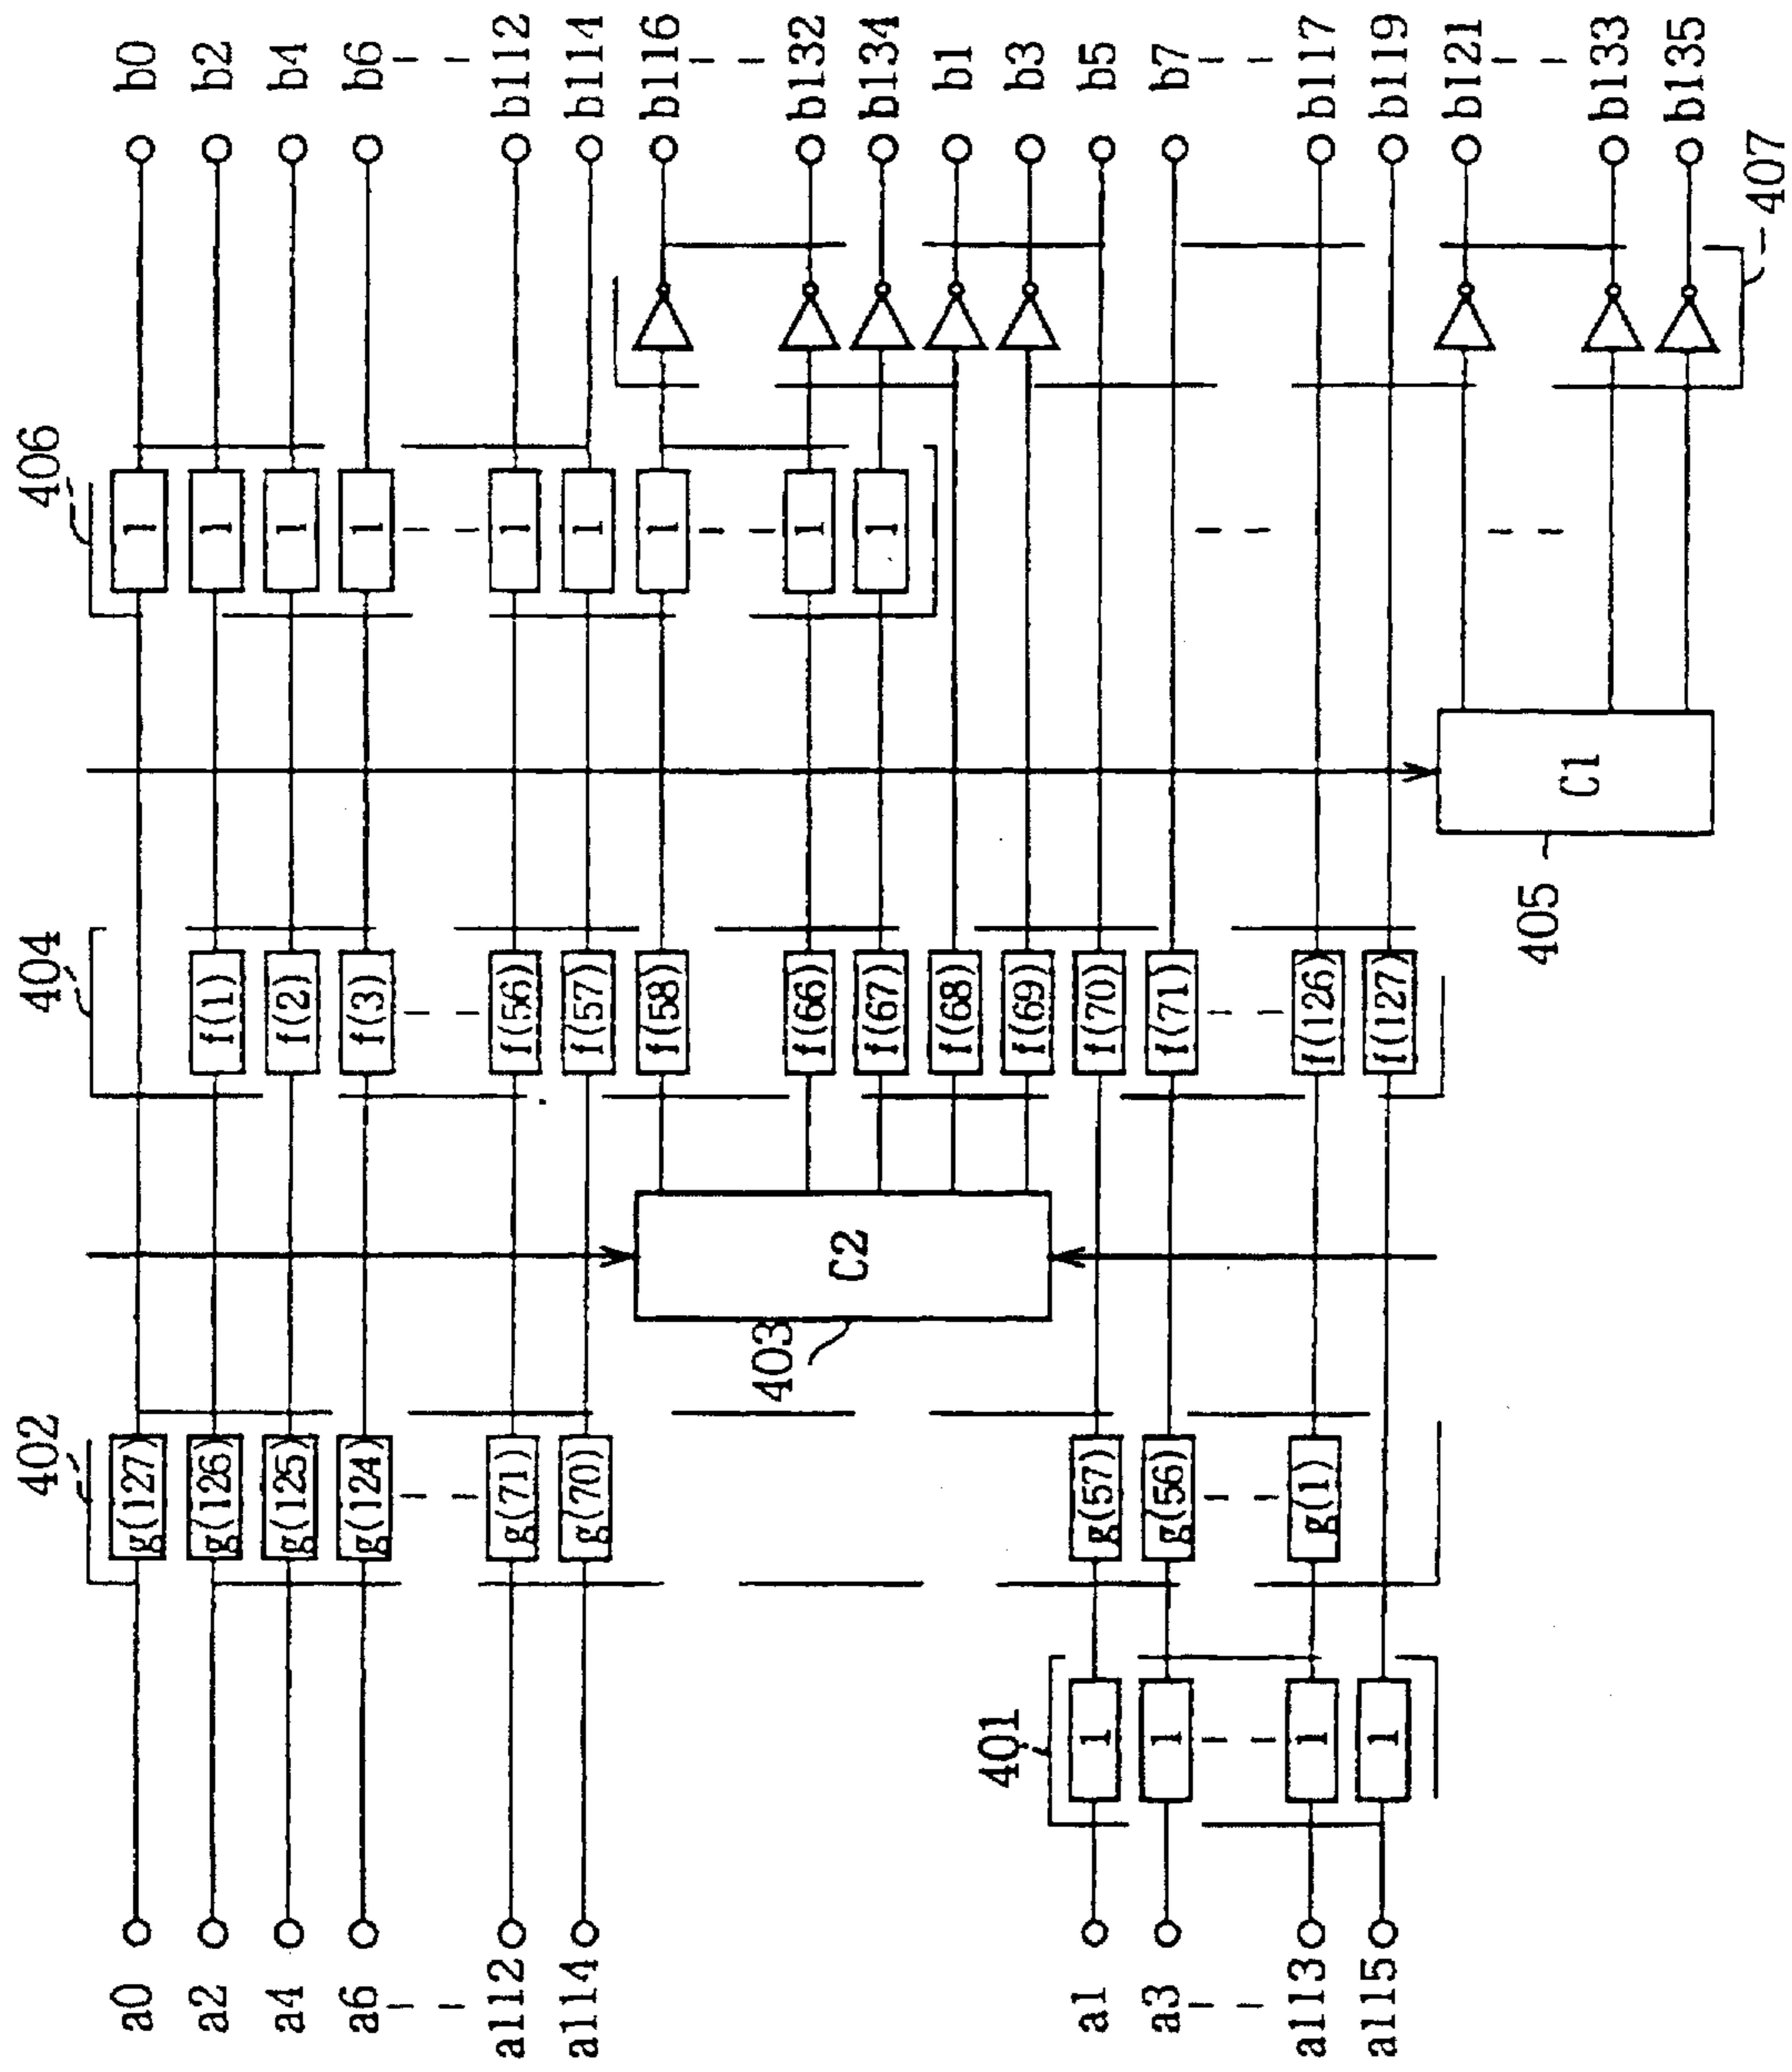 402 404 406
a0 g(127) 1 b0
a2 g(126) f(1) 1 b2
a4 g(125) f(2) 1 b4
a6 g(124) f(3) 1 b6
a112 g(71) f(56) 1 b112
a114 g(70) f(57) 1 b114
f(58) 1 b116
403
f(66) 1 b132
C2
f(67) 1 b134
f(68) b1
401 f(69) b3
a1 1 g(57) f(70) b5
a3 1 g(56) f(71) b7
a113 1 g(1) f(126) b117
a115 1 f(127) b119
b121
405
C1
b133
b135
407